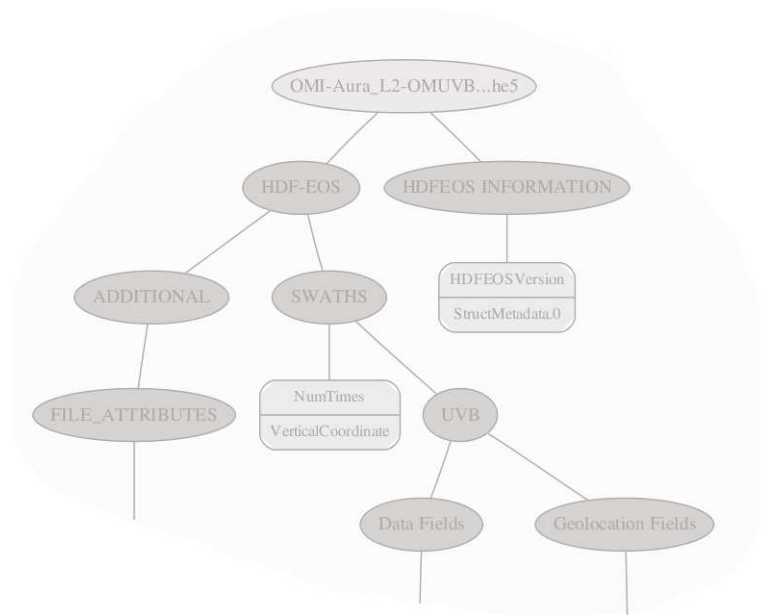 OMI-Aura_L2-OMUVB...he5
HDF-EOS
HDFEOS INFORMATION
HDFEOSVersion
StructMetadata.0
ADDITIONAL
SWATHS
NumTimes
VerticalCoordinate
FILE_ATTRIBUTES
UVB
Data Fields
Geolocation Fields